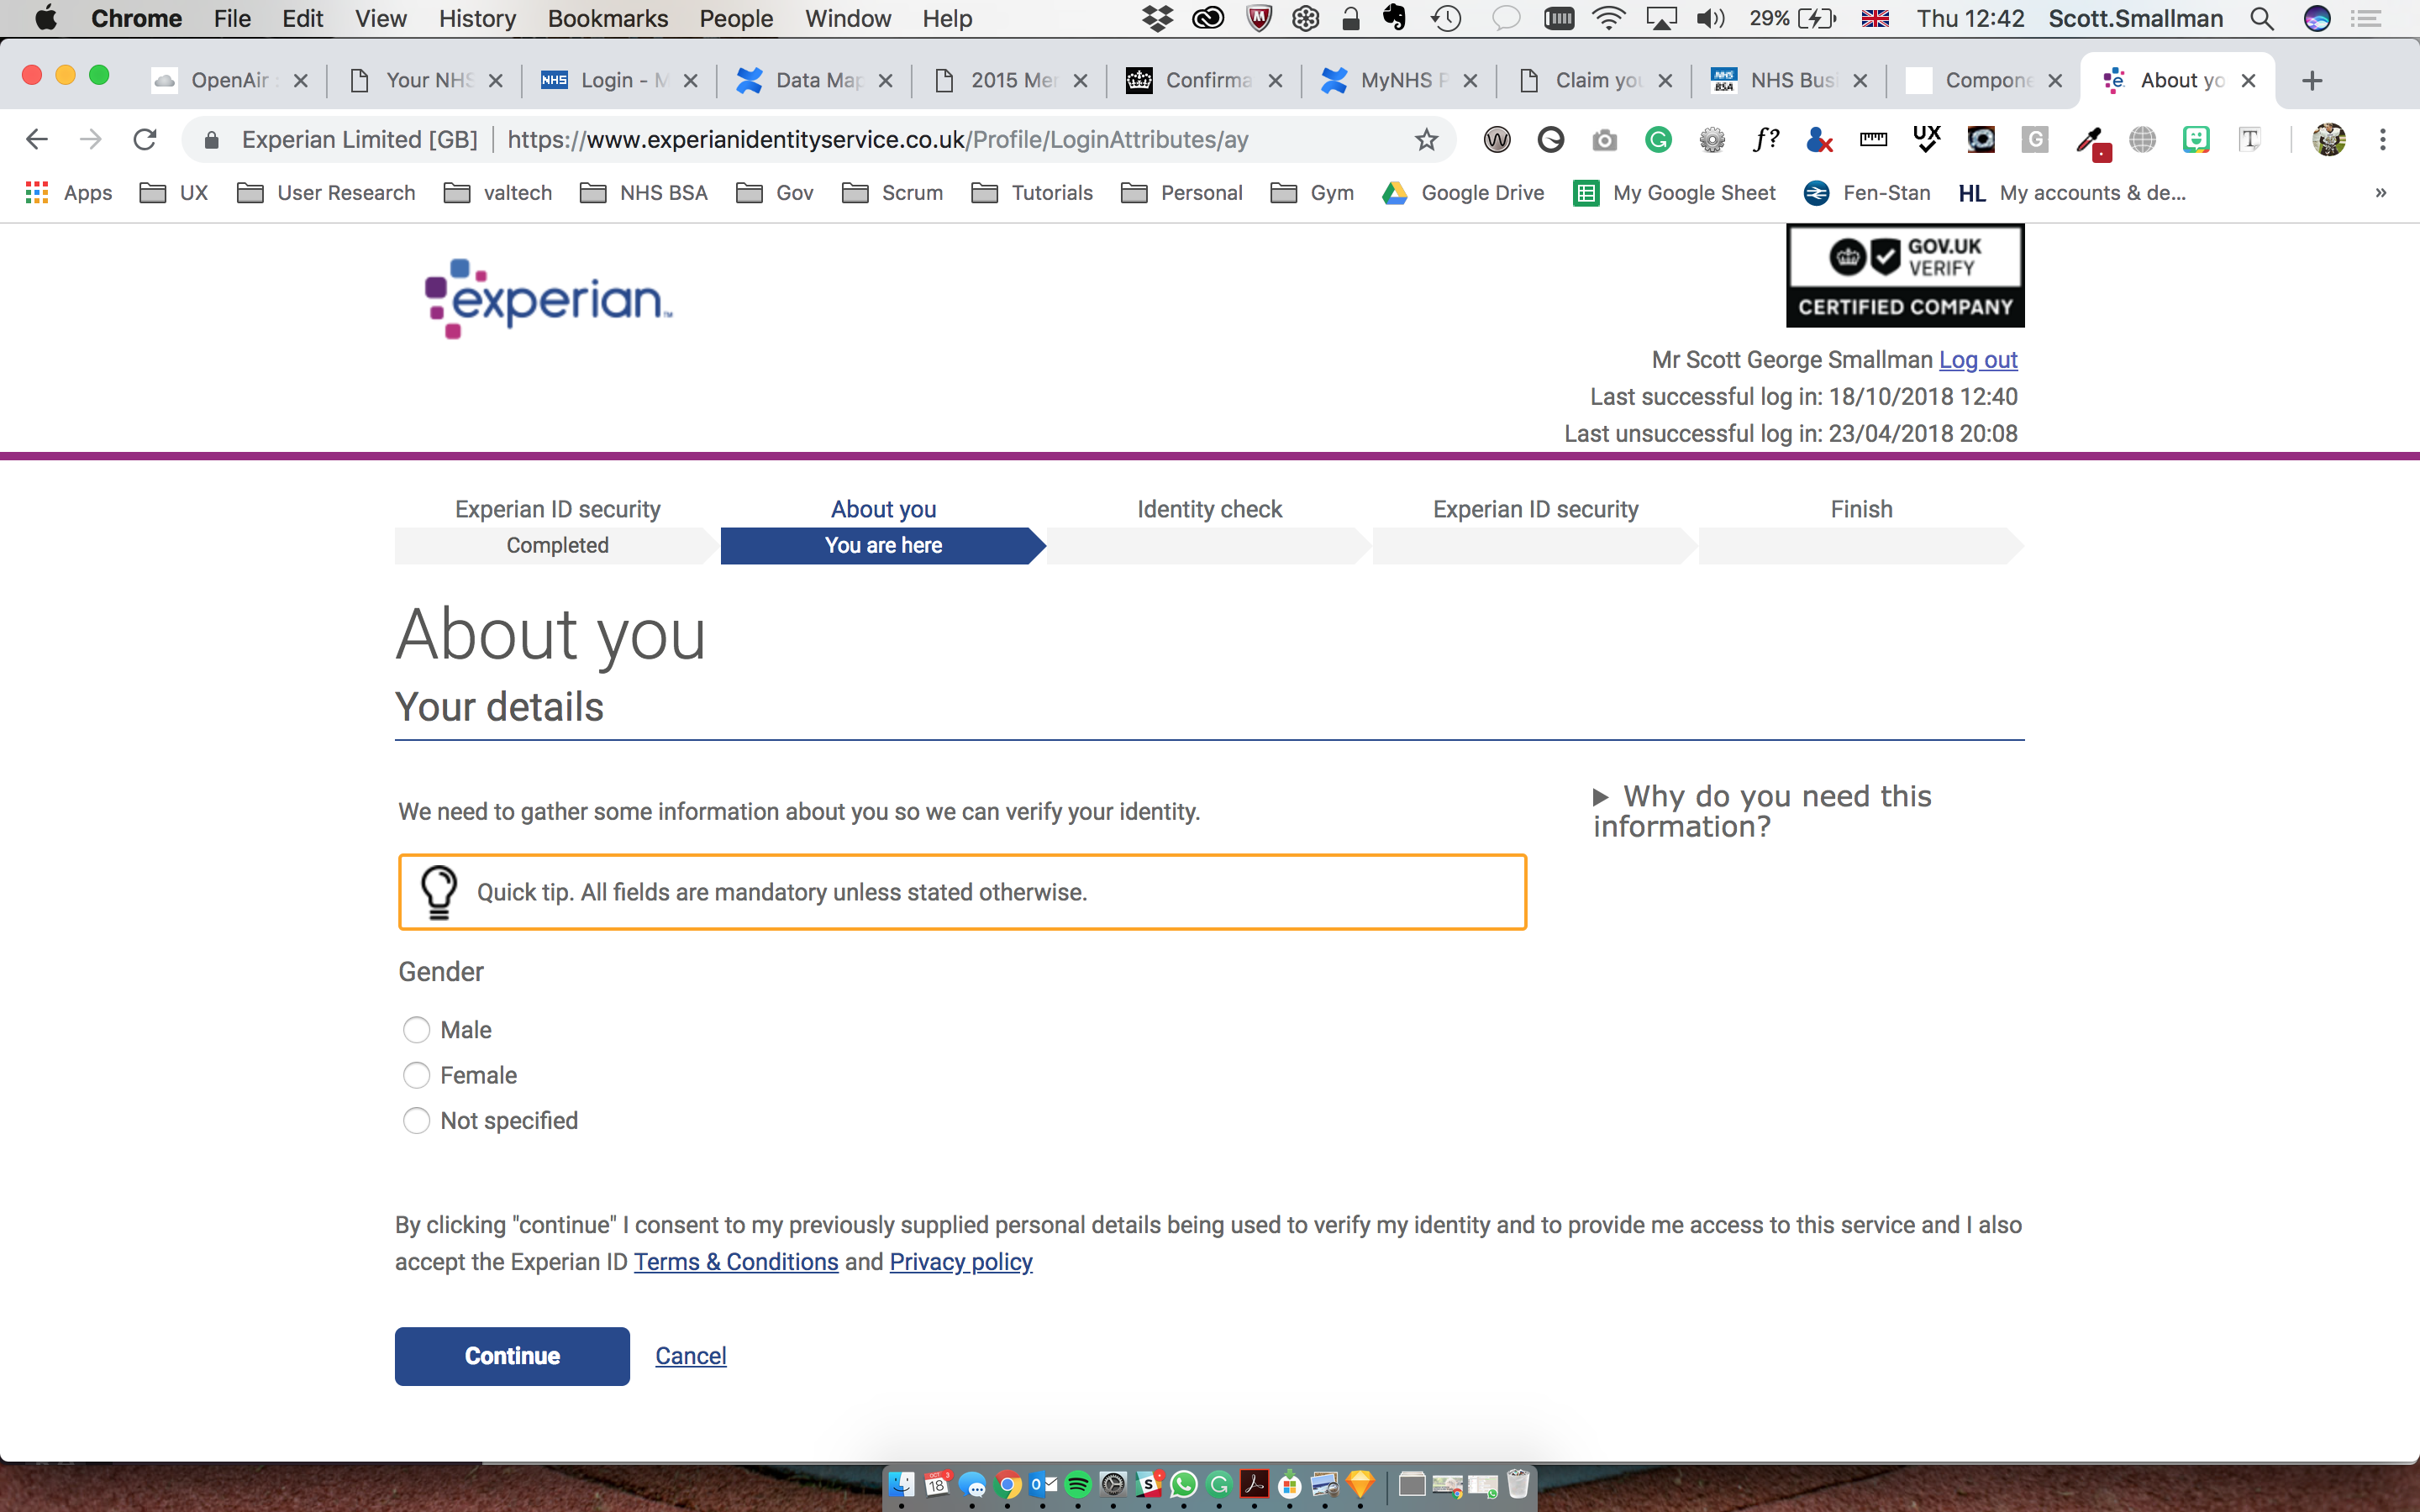 Chrome File Edit View History Bookmarks People Window Help 29% Thu 12:42 Scott.Smallman
OpenAir Your NHS Login - M Data Map 2015 Mer Confirma MyNHS P Claim you NHS Busi Compone About yo
Experian Limited [GB] https://www.experianidentityservice.co.uk/Profile/LoginAttributes/ay
Apps UX User Research valtech NHS BSA Gov Scrum Tutorials Personal Gym Google Drive My Google Sheet Fen-Stan HL My accounts & de... »
experian™
GOV.UK
VERIFY
CERTIFIED COMPANY
Mr Scott George Smallman Log out
Last successful log in: 18/10/2018 12:40
Last unsuccessful log in: 23/04/2018 20:08
Experian ID security About you Identity check Experian ID security Finish
Completed You are here
About you
Your details
We need to gather some information about you so we can verify your identity.
Why do you need this
information?
Quick tip. All fields are mandatory unless stated otherwise.
Gender
Male
Female
Not specified
By clicking "continue" I consent to my previously supplied personal details being used to verify my identity and to provide me access to this service and I also
accept the Experian ID Terms & Conditions and Privacy policy
Continue Cancel